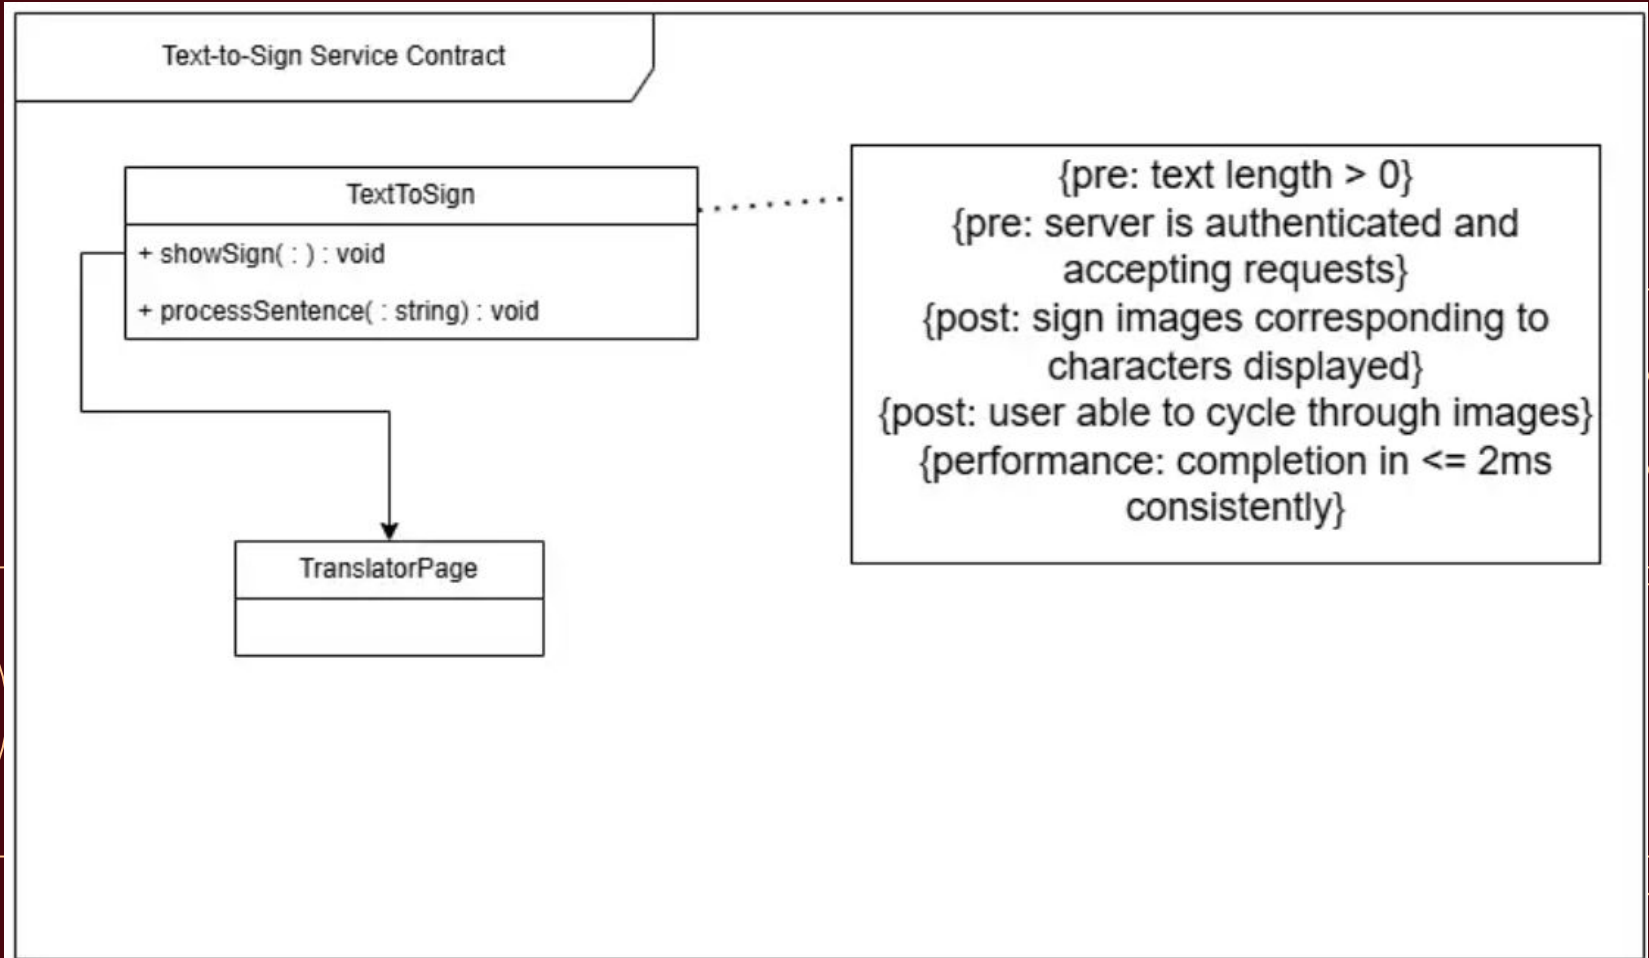 Text-to-Sign Service Contract
TextToSign
+ showSign( : ) : void
+ processSentence( : string) : void
TranslatorPage
{pre: text length > 0}
{pre: server is authenticated and
accepting requests}
{post: sign images corresponding to
characters displayed}
{post: user able to cycle through images}
{performance: completion in <= 2ms
consistently}